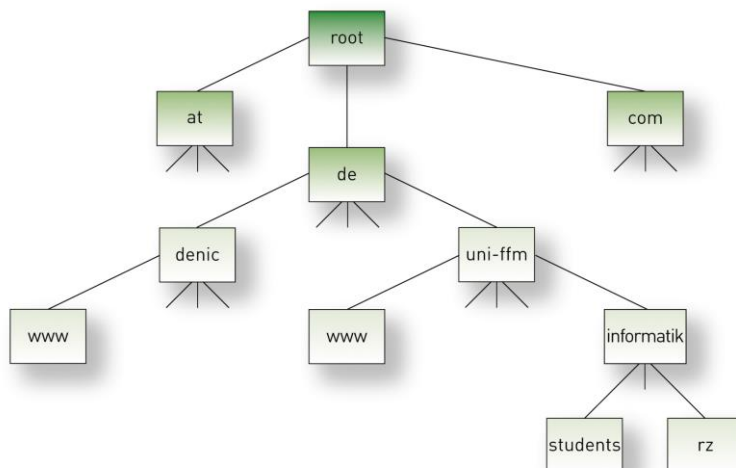 root
at
com
de
denic
uni-ffm
www
www
informatik
students
rz